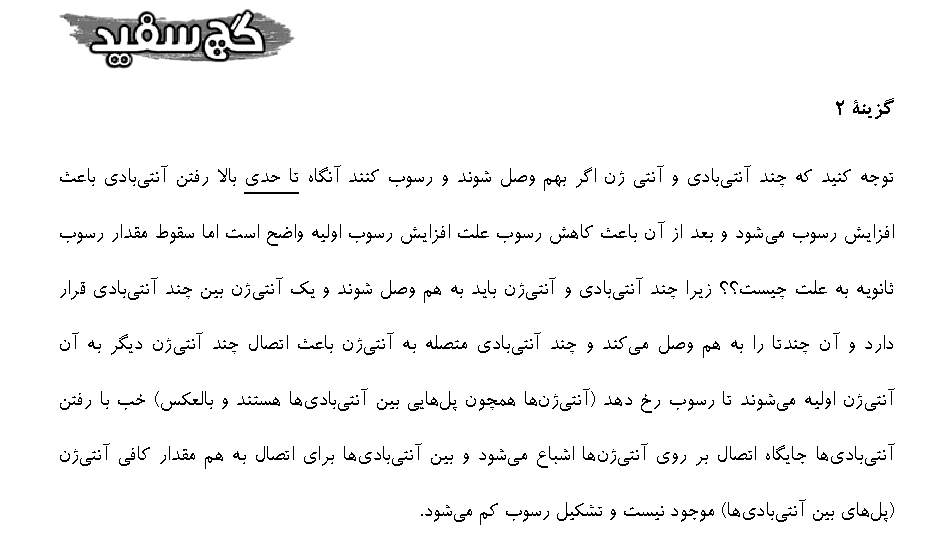 گچ سفید
گزینهٔ ۲
توجه کنید که چند آنتی‌بادی و آنتی ژن اگر بهم وصل شوند و رسوب کنند آنگاه تا حدی بالا رفتن آنتی‌بادی باعث
افزایش رسوب می‌شود و بعد از آن باعث کاهش رسوب علت افزایش رسوب اولیه واضح است اما سقوط مقدار رسوب
ثانویه به علت چیست؟؟ زیرا چند آنتی‌بادی و آنتی‌ژن باید به هم وصل شوند و یک آنتی‌ژن بین چند آنتی‌بادی قرار
دارد و آن چندتا را به هم وصل می‌کند و چند آنتی‌بادی متصله به آنتی‌ژن باعث اتصال چند آنتی‌ژن دیگر به آن
آنتی‌ژن اولیه می‌شوند تا رسوب رخ دهد (آنتی‌ژن‌ها همچون پل‌هایی بین آنتی‌بادی‌ها هستند و بالعکس) خب با رفتن
آنتی‌بادی‌ها جایگاه اتصال بر روی آنتی‌ژن‌ها اشباع می‌شود و بین آنتی‌بادی‌ها برای اتصال به هم مقدار کافی آنتی‌ژن
(پل‌های بین آنتی‌بادی‌ها) موجود نیست و تشکیل رسوب کم می‌شود.